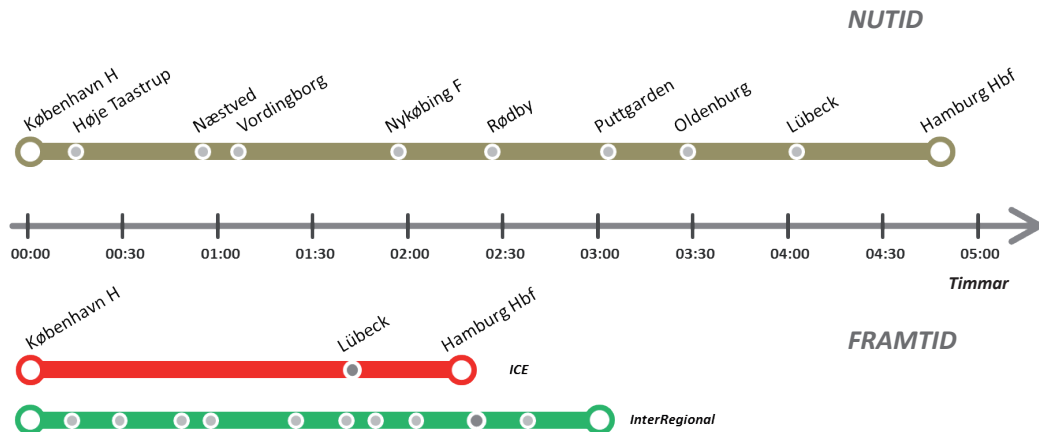 NUTID
København H
Høje Taastrup
Næstved
Vordingborg
Nykøbing F
Rødby
Puttgarden
Oldenburg
Lübeck
Hamburg Hbf
00:00 00:30 01:00 01:30 02:00 02:30 03:00 03:30 04:00 04:30 05:00
Timmar
København H
Lübeck
Hamburg Hbf
FRAMTID
ICE
InterRegional